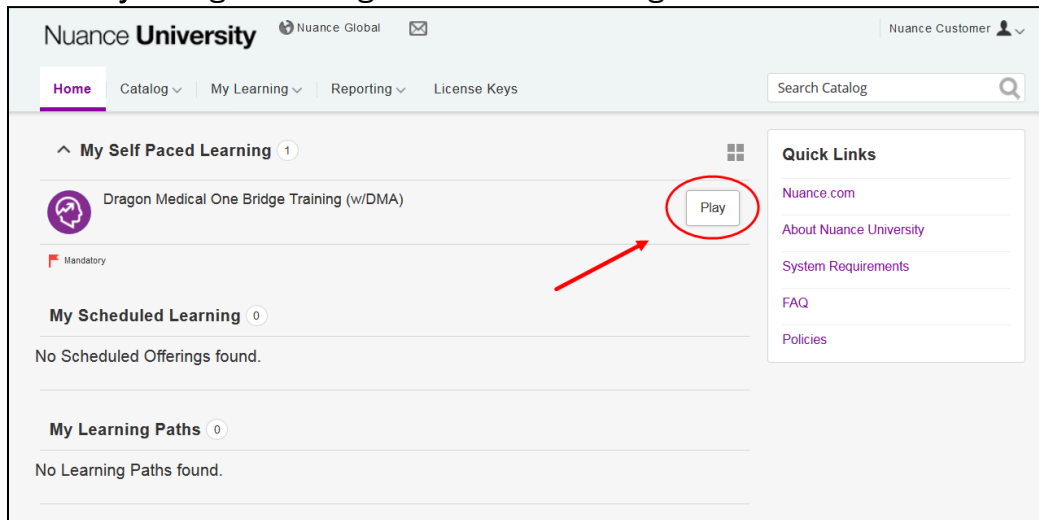 Nuance University Nuance Global Nuance Customer
Home Catalog My Learning Reporting License Keys Search Catalog
My Self Paced Learning 1
Dragon Medical One Bridge Training (w/DMA) Play
Mandatory
My Scheduled Learning 0
No Scheduled Offerings found.
My Learning Paths 0
No Learning Paths found.
Quick Links
Nuance.com
About Nuance University
System Requirements
FAQ
Policies